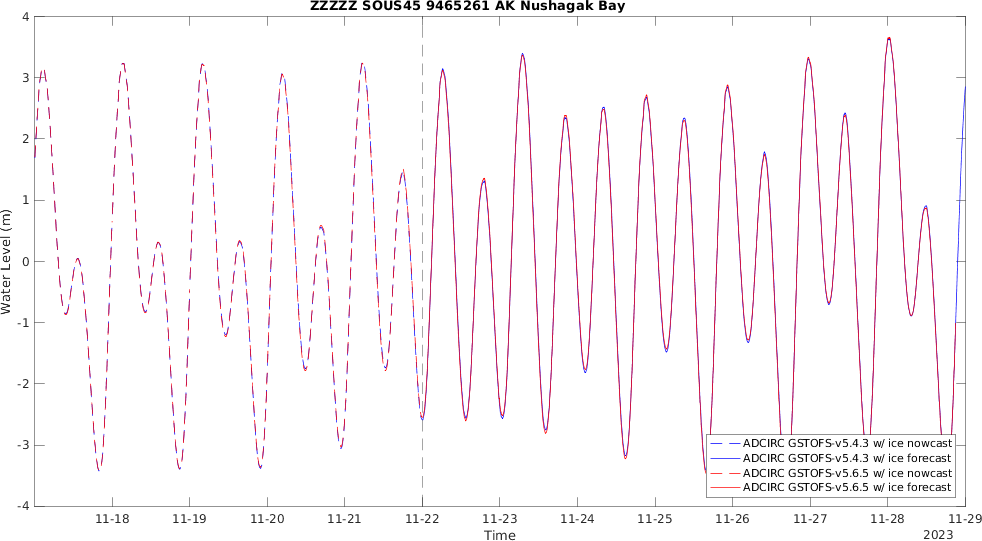 ZZZZZ SOUS45 9465261 AK Nushagak Bay
4
3
2
1
0
-1
-2
-3
-4
Water Level (m)
ADCIRC GSTOFS-v5.4.3 w/ ice nowcast
ADCIRC GSTOFS-v5.4.3 w/ ice forecast
ADCIRC GSTOFS-v5.6.5 w/ ice nowcast
ADCIRC GSTOFS-v5.6.5 w/ ice forecast
11-18 11-19 11-20 11-21 11-22 11-23 11-24 11-25 11-26 11-27 11-28 11-29
Time
2023